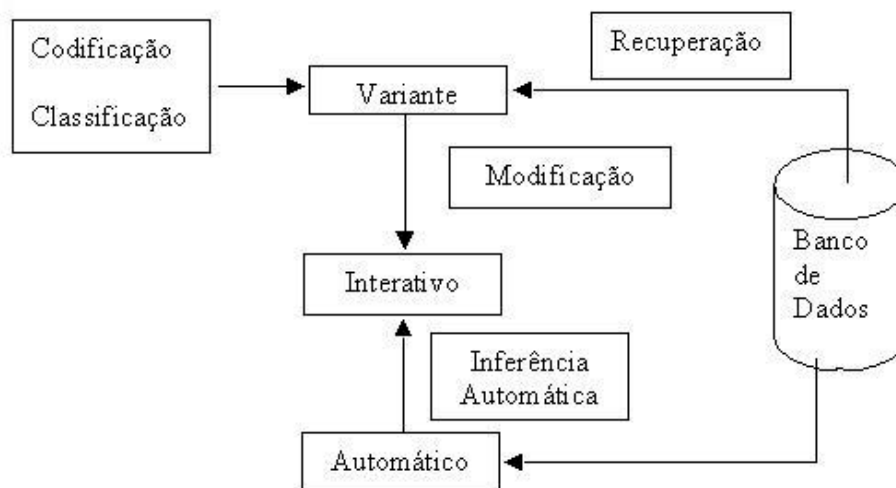 Codificação
Classificação
Recuperação
Variante
Modificação
Banco
de
Dados
Interativo
Inferência
Automática
Automático